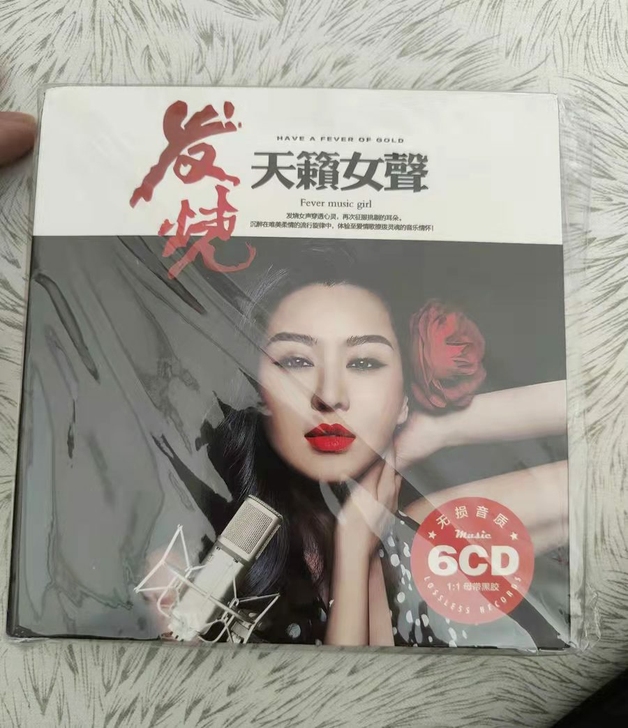 发烧
HAVE A FEVER OF GOLD
天籟女聲
Fever music girl
发烧女声穿透心灵，再次征服挑剔的耳朵。
沉醉在唯美柔情的流行旋律中，体验至爱情歌撩拨灵魂的音乐情怀！
无损音质
Music
6CD
1:1 母带黑胶
LOSSLESS RECORDS